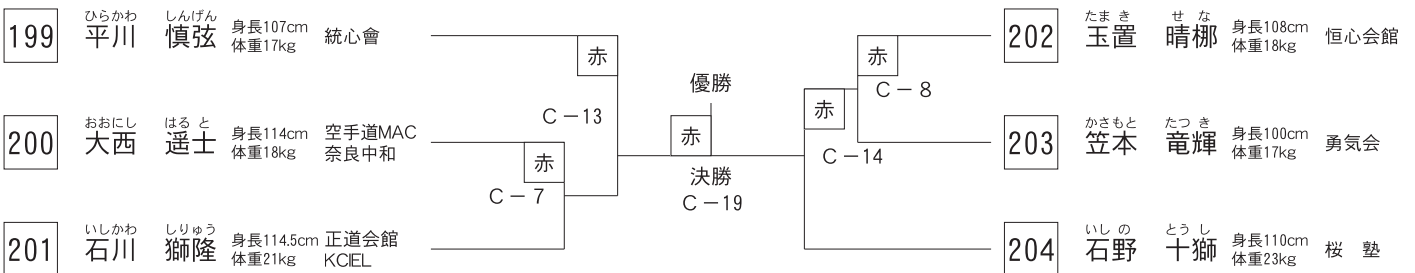 ひらかわ しんげん
199 平川 慎弦 身長107cm 体重17kg 統心會
赤
C-13
おおにし はると
200 大西 遥士 身長114cm 体重18kg 空手道MAC 奈良中和
赤
C-7
いしかわ しりゅう
201 石川 獅隆 身長114.5cm 体重21kg 正道会館 KCIEL
優勝
赤
決勝
C-19
たまき せな
202 玉置 晴梛 身長108cm 体重18kg 恒心会館
赤
C-8
かさもと たつき
203 笠本 竜輝 身長100cm 体重17kg 勇気会
赤
C-14
いしの とうし
204 石野 十獅 身長110cm 体重23kg 桜塾